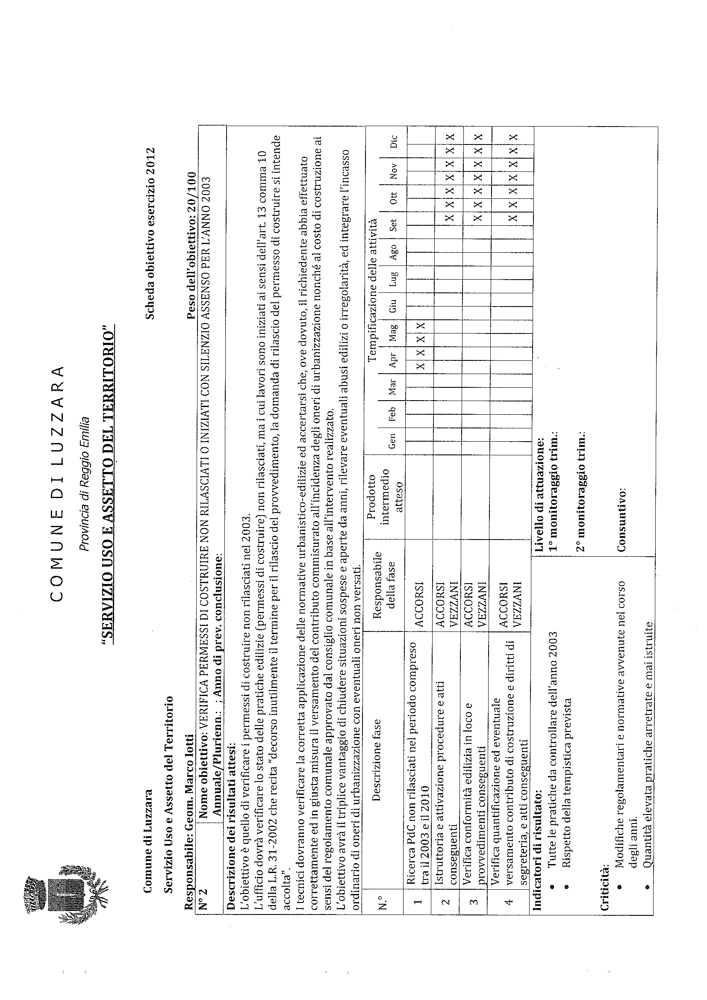 COMUNE DI LUZZARA
Provincia di Reggio Emilia
“SERVIZIO USO E ASSETTO DEL TERRITORIO”
Comune di Luzzara
Scheda obiettivo esercizio 2012
Servizio Uso e Assetto del Territorio
Responsabile: Geom. Marco Iotti
Peso dell'obiettivo: 20/100
N° 2
Nome obiettivo: VERIFICA PERMESSI DI COSTRUIRE NON RILASCIATI O INIZIATI CON SILENZIO ASSENSO PER L'ANNO 2003
Annuale/Plurienn.: ; Anno di prev. conclusione:
Descrizione dei risultati attesi:
L'obiettivo è quello di verificare i permessi di costruire non rilasciati nel 2003.
L'ufficio dovrà verificare lo stato delle pratiche edilizie (permessi di costruire) non rilasciati, ma i cui lavori sono iniziati ai sensi dell'art. 13 comma 10
della L.R. 31-2002 che recita “decorso inutilmente il termine per il rilascio del provvedimento, la domanda di rilascio del permesso di costruire si intende
accolta”.
I tecnici dovranno verificare la corretta applicazione delle normative urbanistico-edilizie ed accertarsi che, ove dovuto, il richiedente abbia effettuato
correttamente ed in giusta misura il versamento del contributo commisurato all'incidenza degli oneri di urbanizzazione nonché al costo di costruzione ai
sensi del regolamento comunale approvato dal consiglio comunale in base all'intervento realizzato.
L'obiettivo avrà il triplice vantaggio di chiudere situazioni sospese e aperte da anni, rilevare eventuali abusi edilizi o irregolarità, ed integrare l'incasso
ordinario di oneri di urbanizzazione con eventuali oneri non versati.
N.° Descrizione fase Responsabile della fase Prodotto intermedio atteso Tempificazione delle attività
Gen Feb Mar Apr Mag Giu Lug Ago Set Ott Nov Dic
1 Ricerca PdC non rilasciati nel periodo compreso ACCORSI X X X X
tra il 2003 e il 2010
2 Istruttoria e attivazione procedure e atti ACCORSI
conseguenti VEZZANI X X X X X X X
3 Verifica conformità edilizia in loco e ACCORSI
provvedimenti conseguenti VEZZANI X X X X X X X
4 Verifica quantificazione ed eventuale ACCORSI
versamento contributo di costruzione e diritti di VEZZANI X X X X X X X
segreteria, e atti conseguenti
Indicatori di risultato:
• Tutte le pratiche da controllare dell'anno 2003
• Rispetto della tempistica prevista
Criticità:
• Modifiche regolamentari e normative avvenute nel corso
degli anni.
• Quantità elevata pratiche arretrate e mai istruite
Livello di attuazione:
1° monitoraggio trim.:
2° monitoraggio trim.:
Consuntivo: